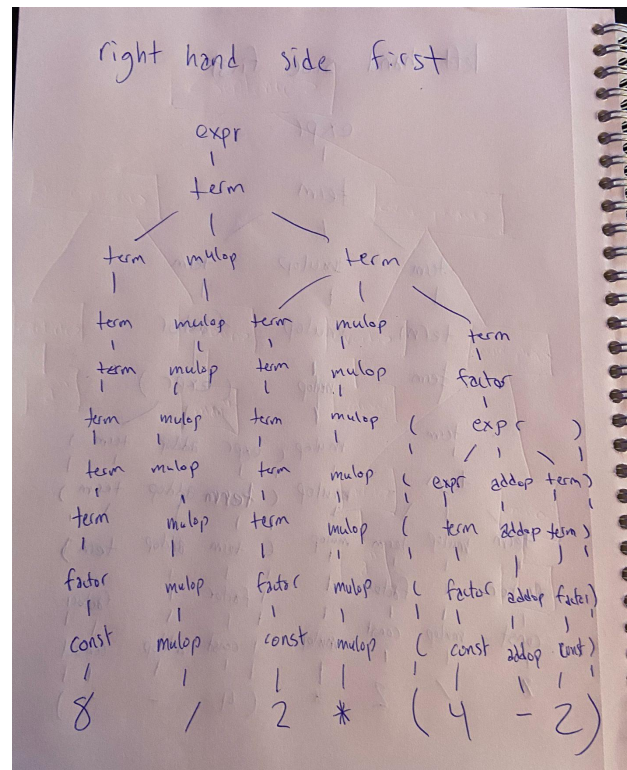 right hand side first
expr
term
term mulop term
term mulop term mulop term
term mulop term mulop factor
term mulop term mulop ( expr )
term mulop term mulop ( expr addop term )
term mulop term mulop ( term addop term )
factor mulop factor mulop ( factor addop factor )
const mulop const mulop ( const addop const )
8 / 2 * ( 4 - 2 )